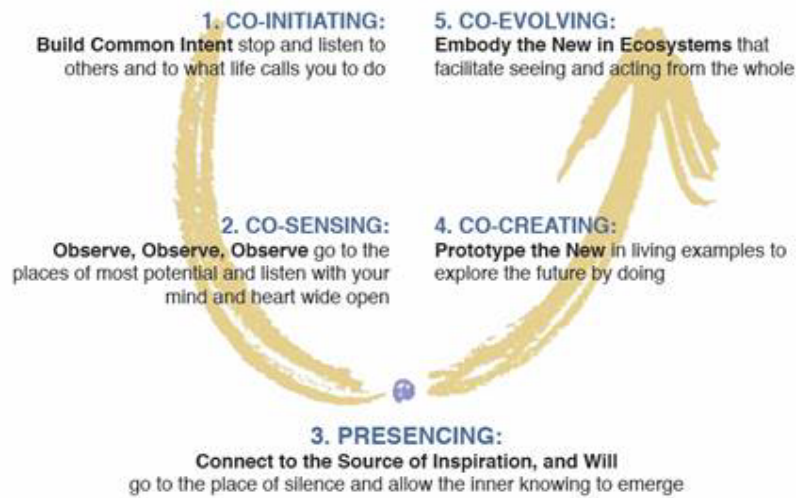 1. CO-INITIATING:
Build Common Intent stop and listen to
others and to what life calls you to do
2. CO-SENSING:
Observe, Observe, Observe go to the
places of most potential and listen with your
mind and heart wide open
3. PRESENCING:
Connect to the Source of Inspiration, and Will
go to the place of silence and allow the inner knowing to emerge
4. CO-CREATING:
Prototype the New in living examples to
explore the future by doing
5. CO-EVOLVING:
Embody the New in Ecosystems that
facilitate seeing and acting from the whole